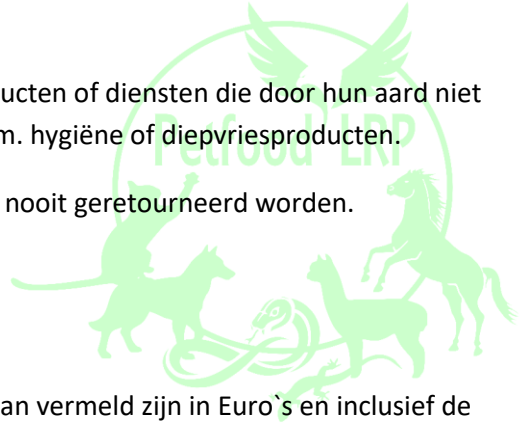 ucten of diensten die door hun aard niet
m. hygiëne of diepvriesproducten.
Petfood LRP
nooit geretourneerd worden.
an vermeld zijn in Euro`s en inclusief de